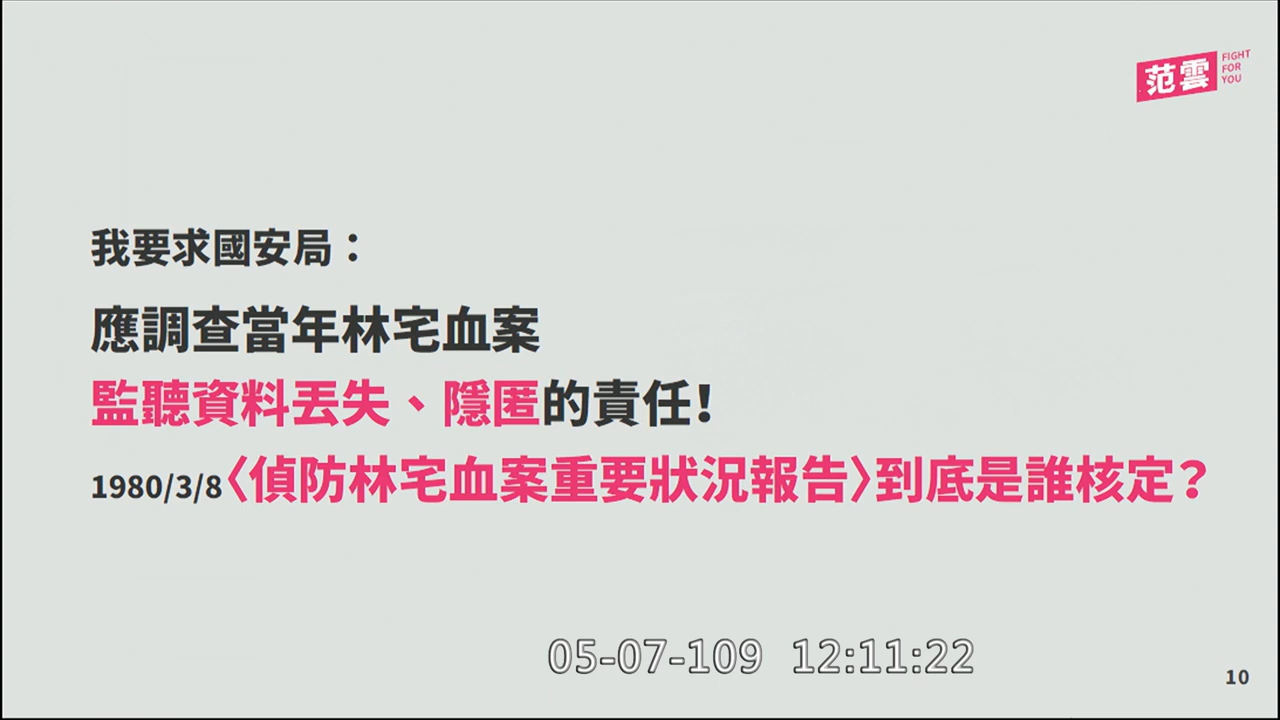 范雲
FIGHT
FOR
YOU
我要求國安局：
應調查當年林宅血案
監聽資料丟失、隱匿的責任！
1980/3/8〈偵防林宅血案重要狀況報告〉到底是誰核定？
05-07-109 12:11:22
10